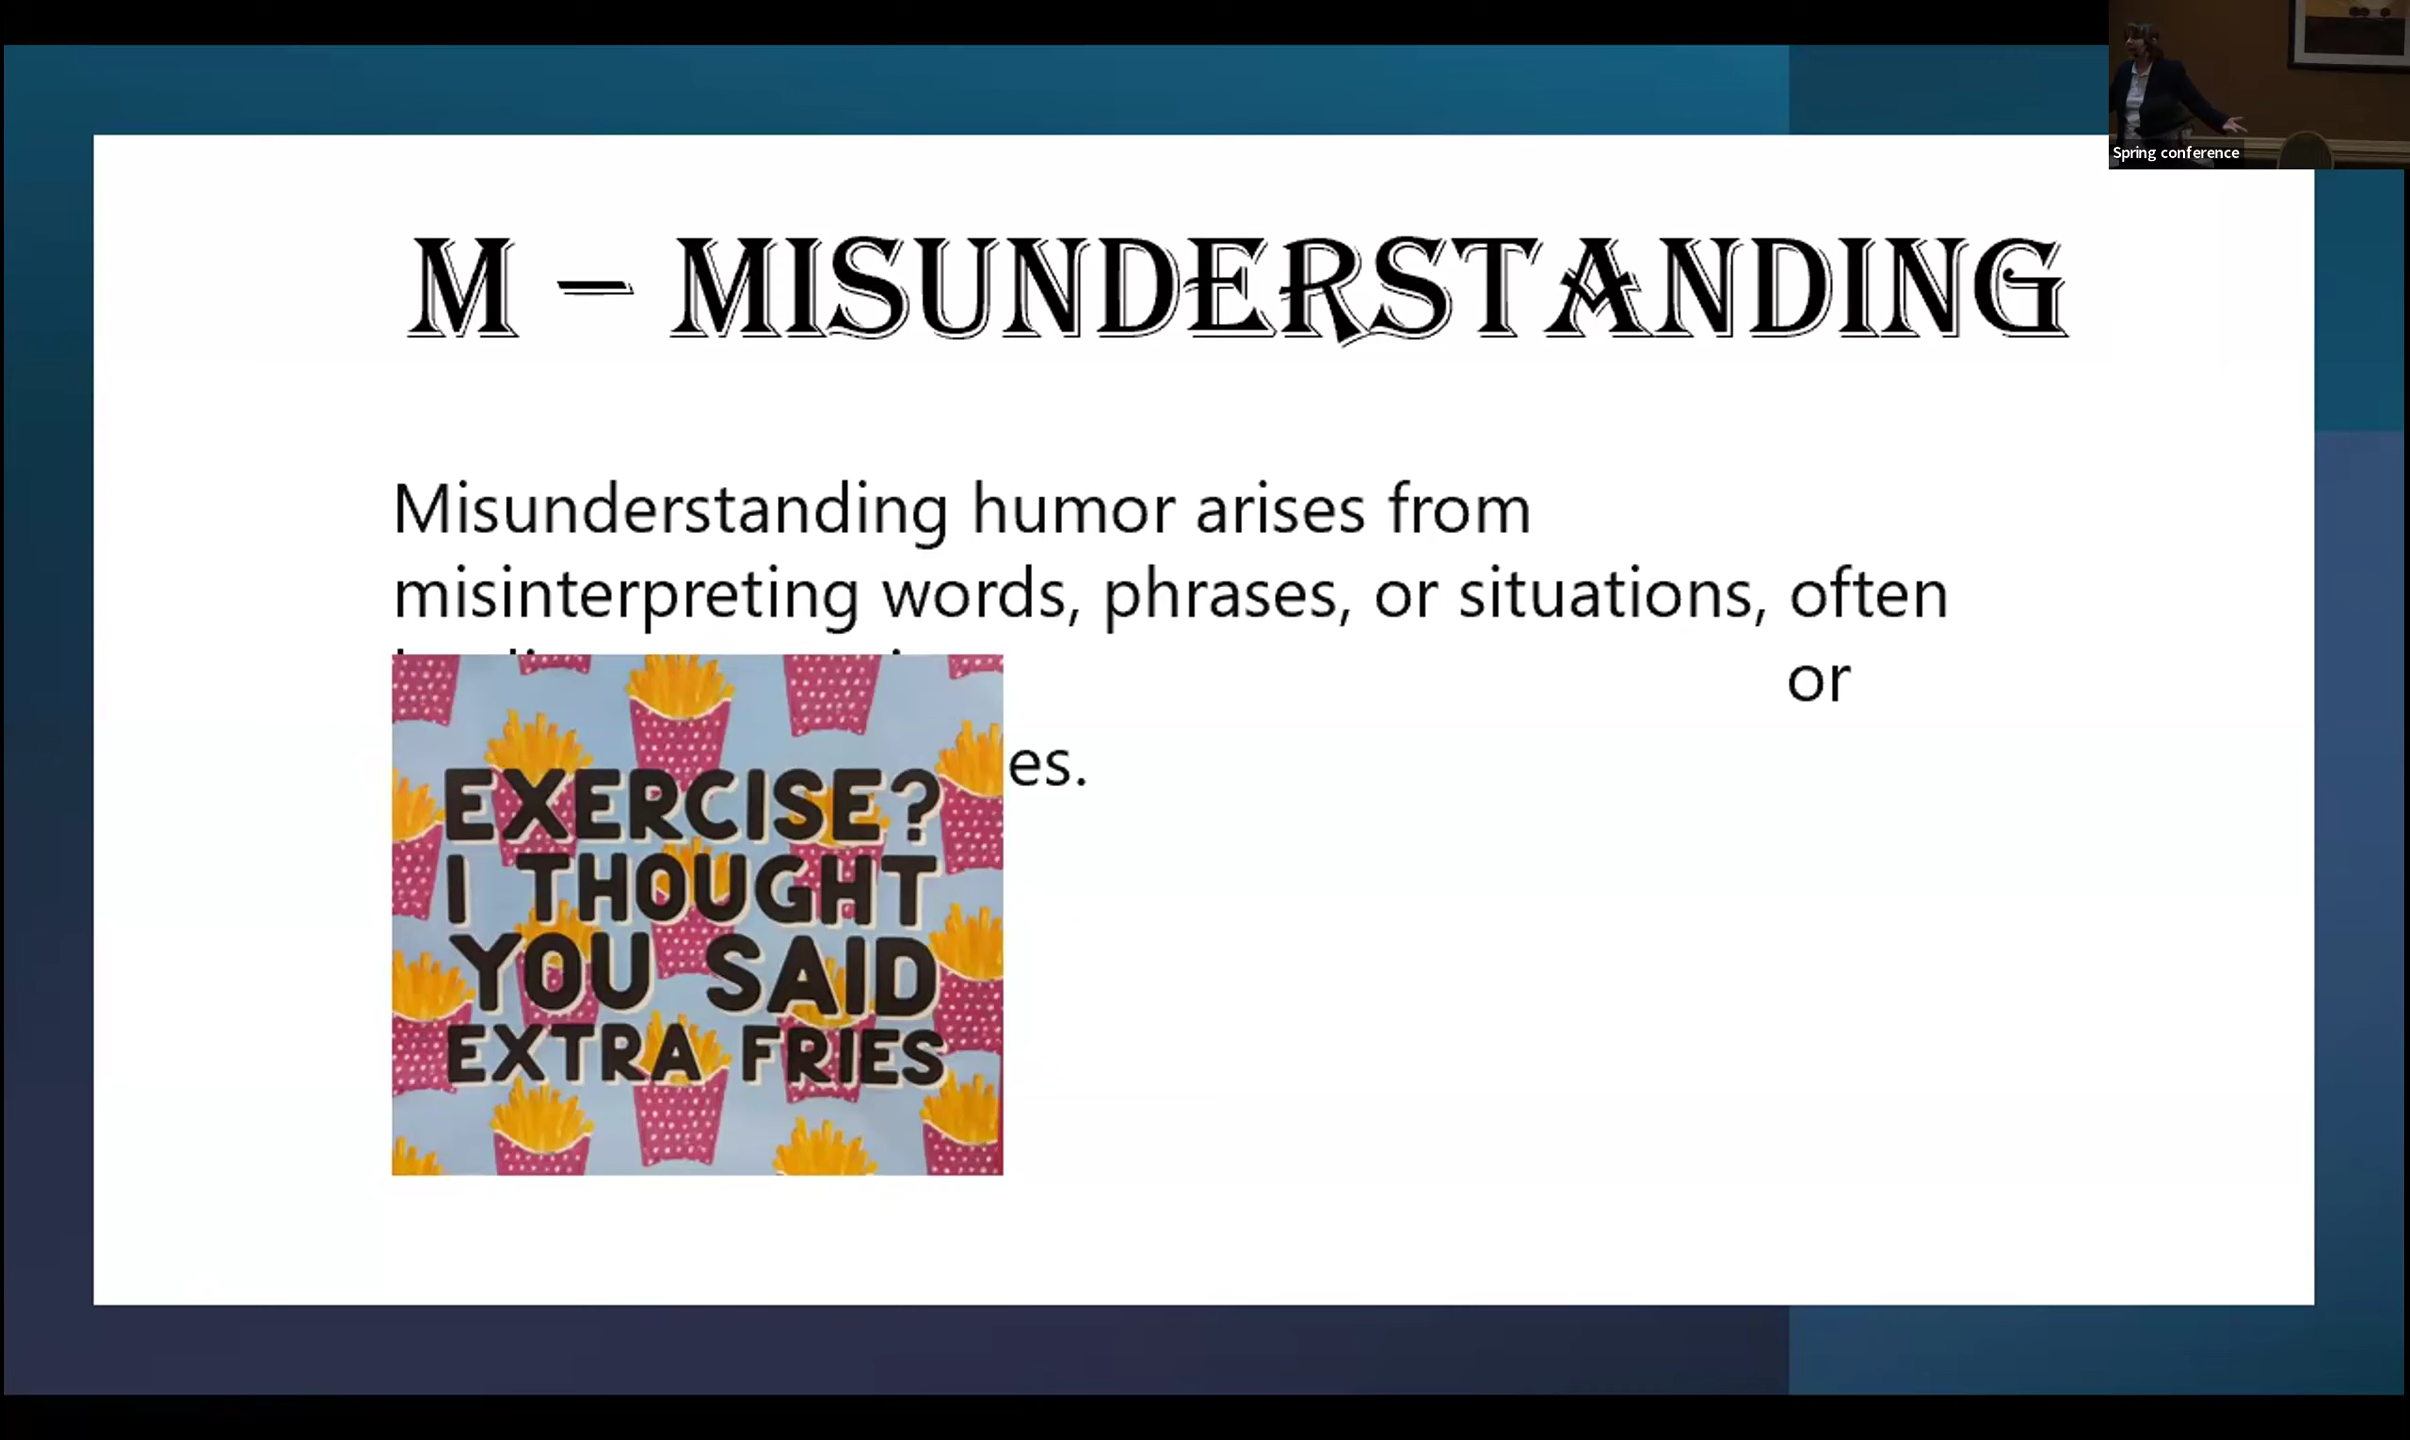 Spring conference
M – MISUNDERSTANDING
Misunderstanding humor arises from
misinterpreting words, phrases, or situations, often
or
es.
EXERCISE?
I THOUGHT
YOU SAID
EXTRA FRIES